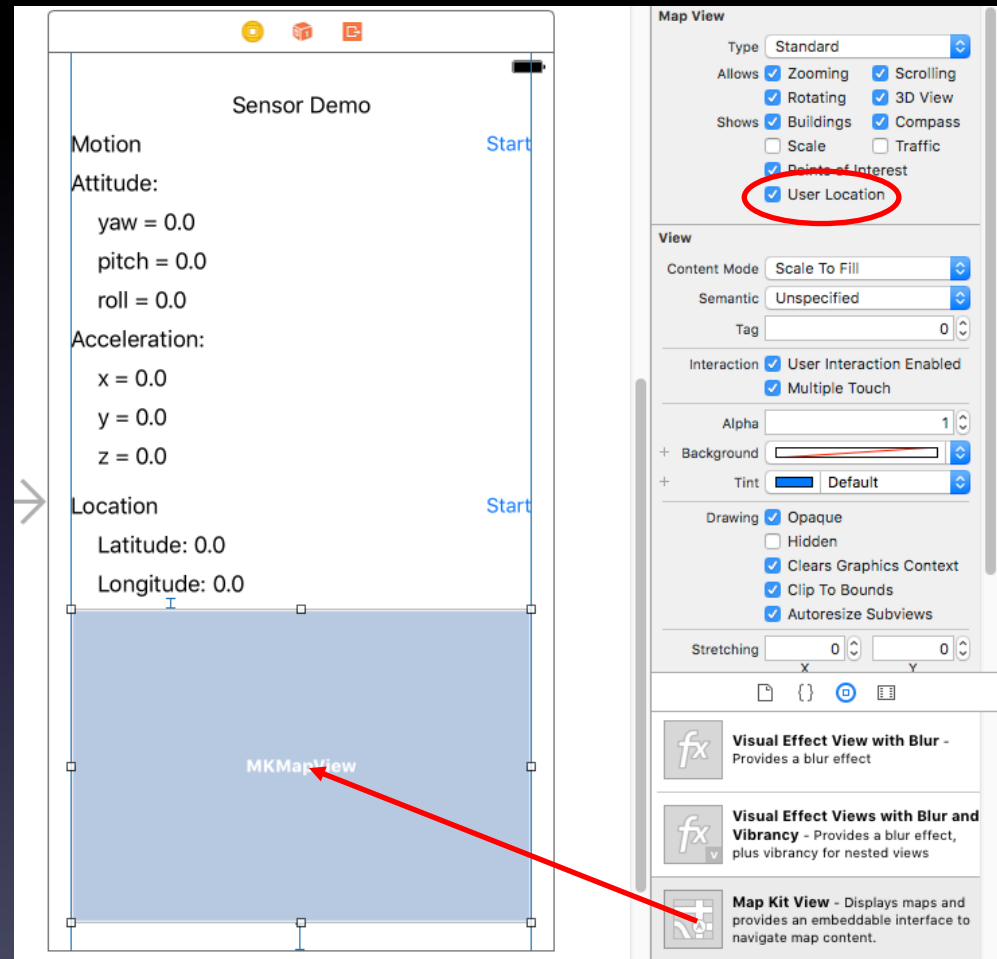 Sensor Demo
Motion Start
Attitude:
yaw = 0.0
pitch = 0.0
roll = 0.0
Acceleration:
x = 0.0
y = 0.0
z = 0.0
Location Start
Latitude: 0.0
Longitude: 0.0
MKMapView
Map View
Type Standard
Allows Zooming Scrolling
Rotating 3D View
Shows Buildings Compass
Scale Traffic
Points of Interest
User Location
View
Content Mode Scale To Fill
Semantic Unspecified
Tag 0
Interaction User Interaction Enabled
Multiple Touch
Alpha 1
+ Background
+ Tint Default
Drawing Opaque
Hidden
Clears Graphics Context
Clip To Bounds
Autoresize Subviews
Stretching 0 0
X Y
{}
fx
Visual Effect View with Blur -
Provides a blur effect
fx
v
Visual Effect Views with Blur and
Vibrancy - Provides a blur effect,
plus vibrancy for nested views
Map Kit View - Displays maps and
provides an embeddable interface to
navigate map content.